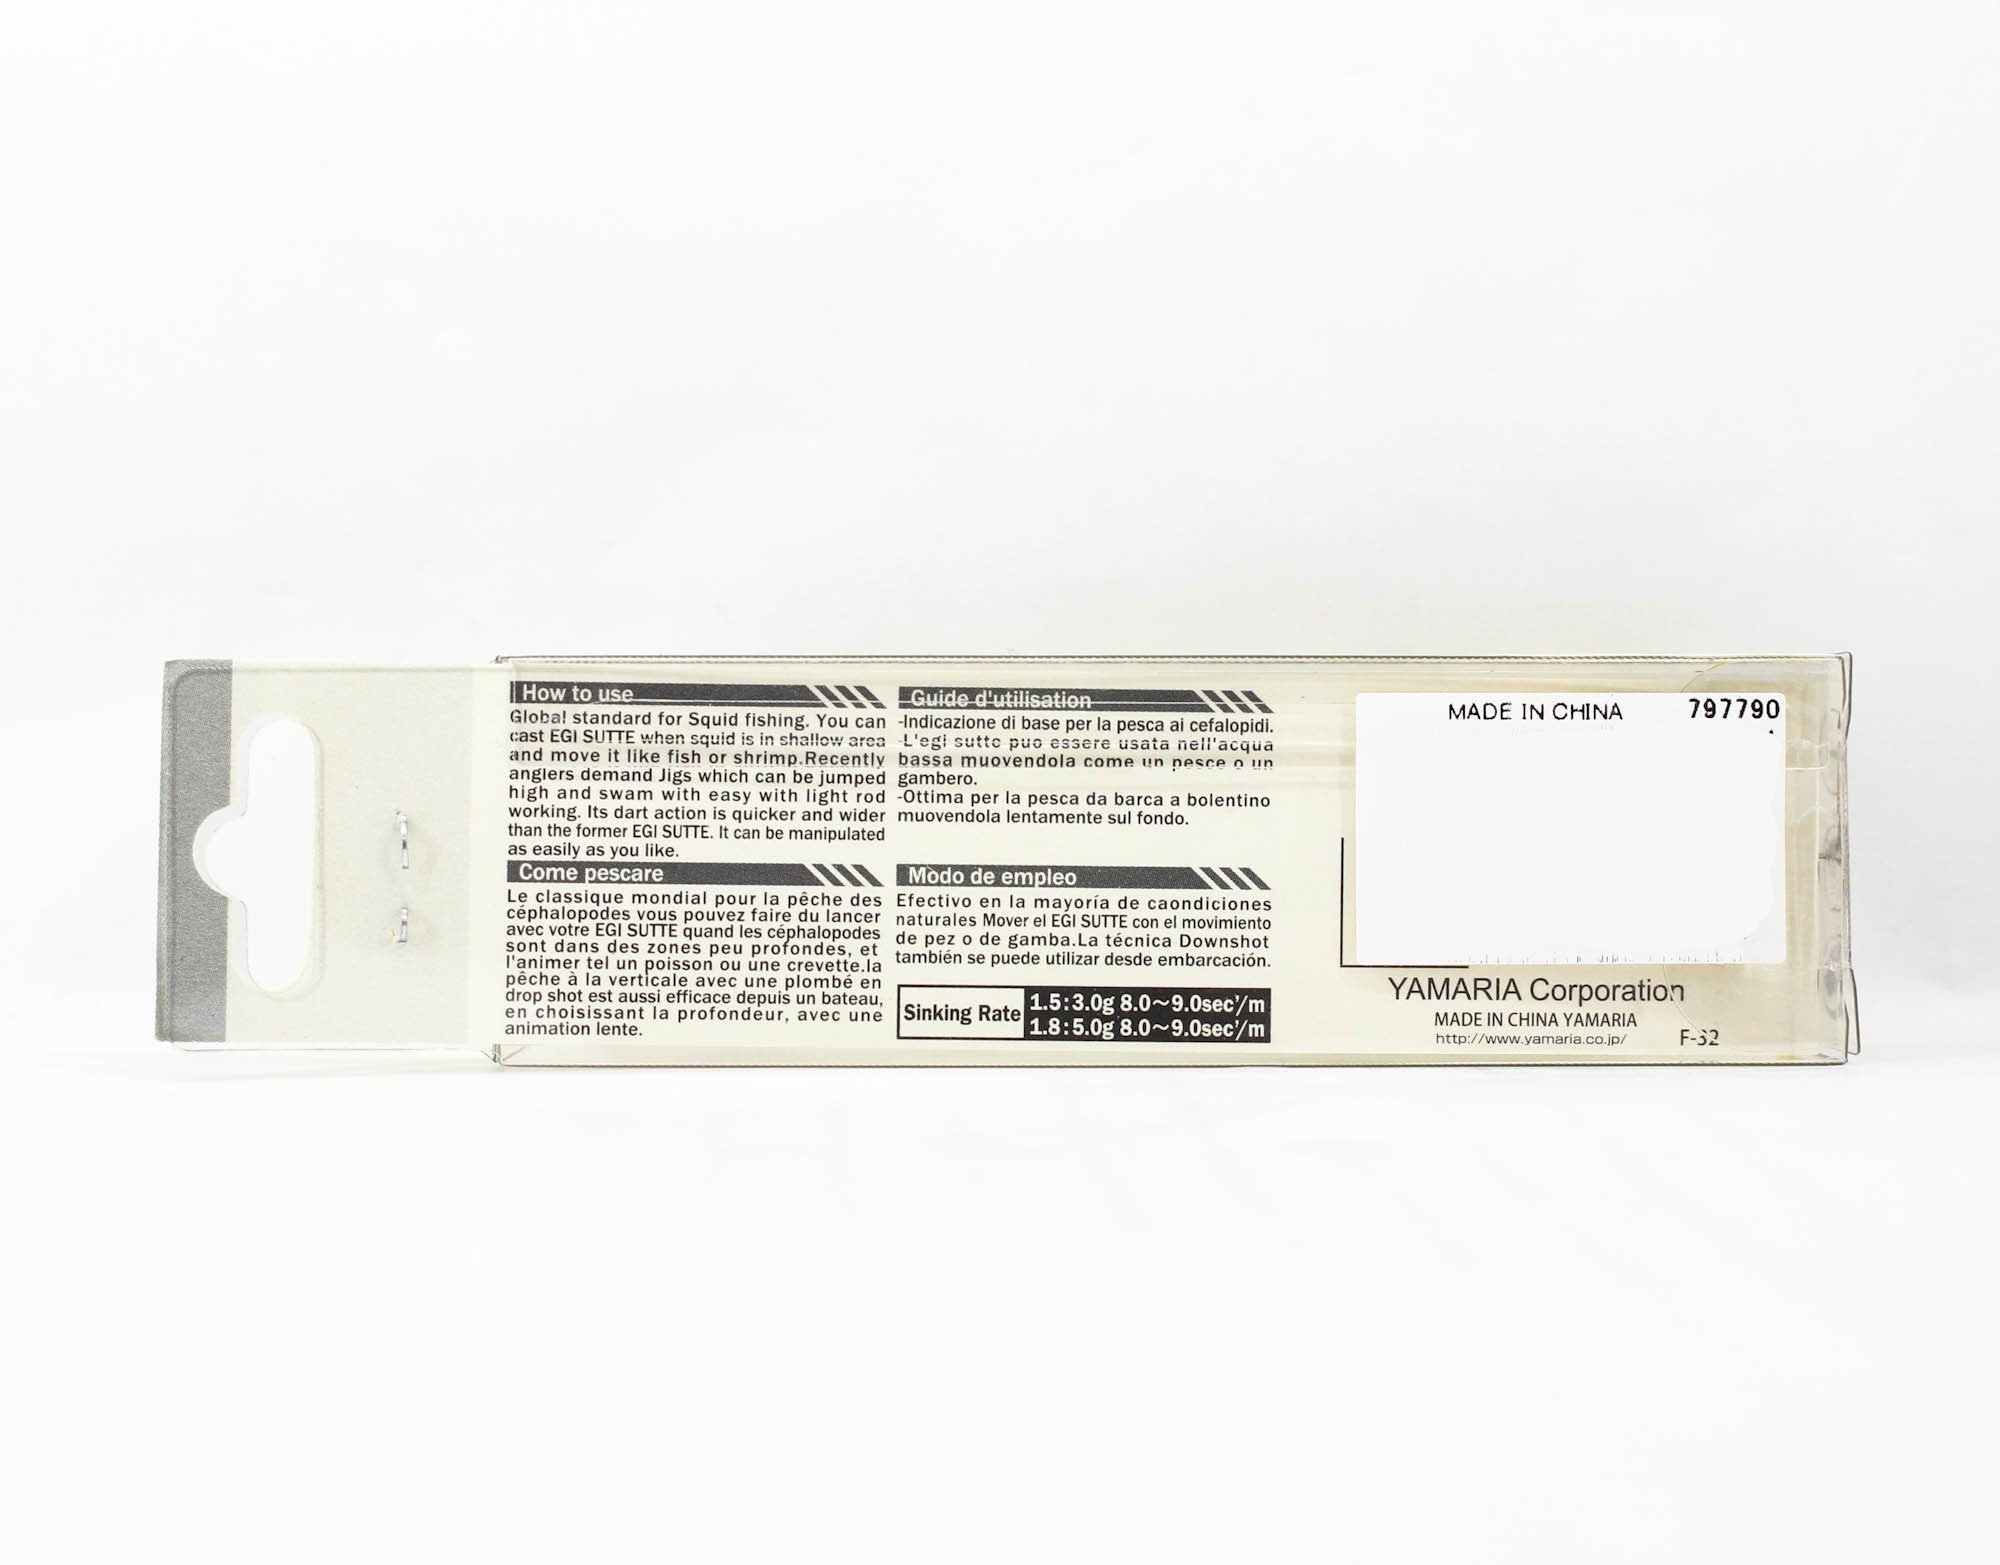 How to use
Global standard for Squid fishing. You can
cast EGI SUTTE when squid is in shallow area
and move it like fish or shrimp.Recently
anglers demand Jigs which can be jumped
high and swam with easy with light rod
working. Its dart action is quicker and wider
than the former EGI SUTTE. It can be manipulated
as easily as you like.
Come pescare
Le classique mondial pour la pêche des
céphalopodes vous pouvez faire du lancer
avec votre EGI SUTTE quand les céphalopodes
sont dans des zones peu profondes, et
l'animer tel un poisson ou une crevette.la
pêche à la verticale avec une plombé en
drop shot est aussi efficace depuis un bateau,
en choisissant la profondeur, avec une
animation lente.
Guide d'utilisation
-Indicazione di base per la pesca ai cefalopidi.
-L'egi sutte puo essere usata nell'acqua
bassa muovendola come un pesce o un
gambero.
-Ottima per la pesca da barca a bolentino
muovendola lentamente sul fondo.
Modo de empleo
Efectivo en la mayoría de caondiciones
naturales Mover el EGI SUTTE con el movimiento
de pez o de gamba.La técnica Downshot
también se puede utilizar desde embarcación.
Sinking Rate
1.5:3.0g 8.0~9.0sec'/m
1.8:5.0g 8.0~9.0sec'/m
MADE IN CHINA 797790
YAMARIA Corporation
MADE IN CHINA YAMARIA
http://www.yamaria.co.jp/
F-32